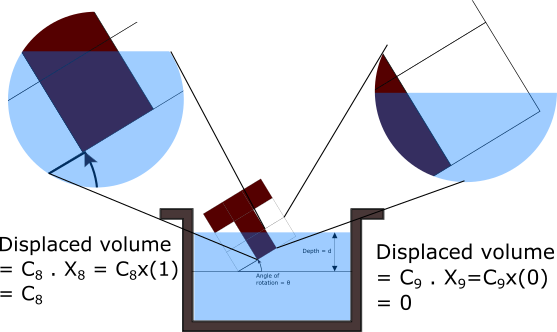 Displaced volume
= C₈ . X₈ = C₈x(1)
= C₈
Depth = d
Angle of
rotation = θ
Displaced volume
= C₉ . X₉=C₉x(0)
= 0